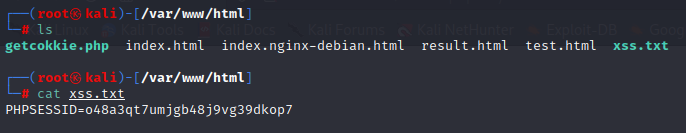 ┌──(root㉿kali)-[/var/www/html]
└─# ls
getcokkie.php index.html index.nginx-debian.html result.html test.html xss.txt
┌──(root㉿kali)-[/var/www/html]
└─# cat xss.txt
PHPSESSID=o48a3qt7umjgb48j9vg39dkop7